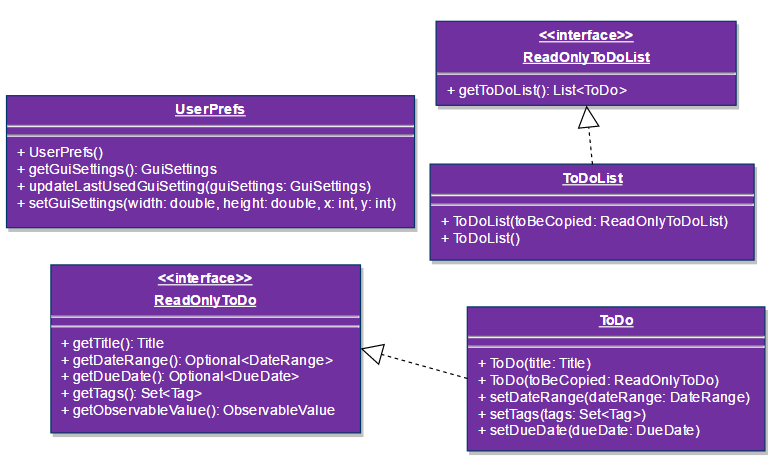 <<interface>>
ReadOnlyToDoList
+ getToDoList(): List<ToDo>
UserPrefs
+ UserPrefs()
+ getGuiSettings(): GuiSettings
+ updateLastUsedGuiSetting(guiSettings: GuiSettings)
+ setGuiSettings(width: double, height: double, x: int, y: int)
ToDoList
+ ToDoList(toBeCopied: ReadOnlyToDoList)
+ ToDoList()
<<interface>>
ReadOnlyToDo
+ getTitle(): Title
+ getDateRange(): Optional<DateRange>
+ getDueDate(): Optional<DueDate>
+ getTags(): Set<Tag>
+ getObservableValue(): ObservableValue
ToDo
+ ToDo(title: Title)
+ ToDo(toBeCopied: ReadOnlyToDo)
+ setDateRange(dateRange: DateRange)
+ setTags(tags: Set<Tag>)
+ setDueDate(dueDate: DueDate)